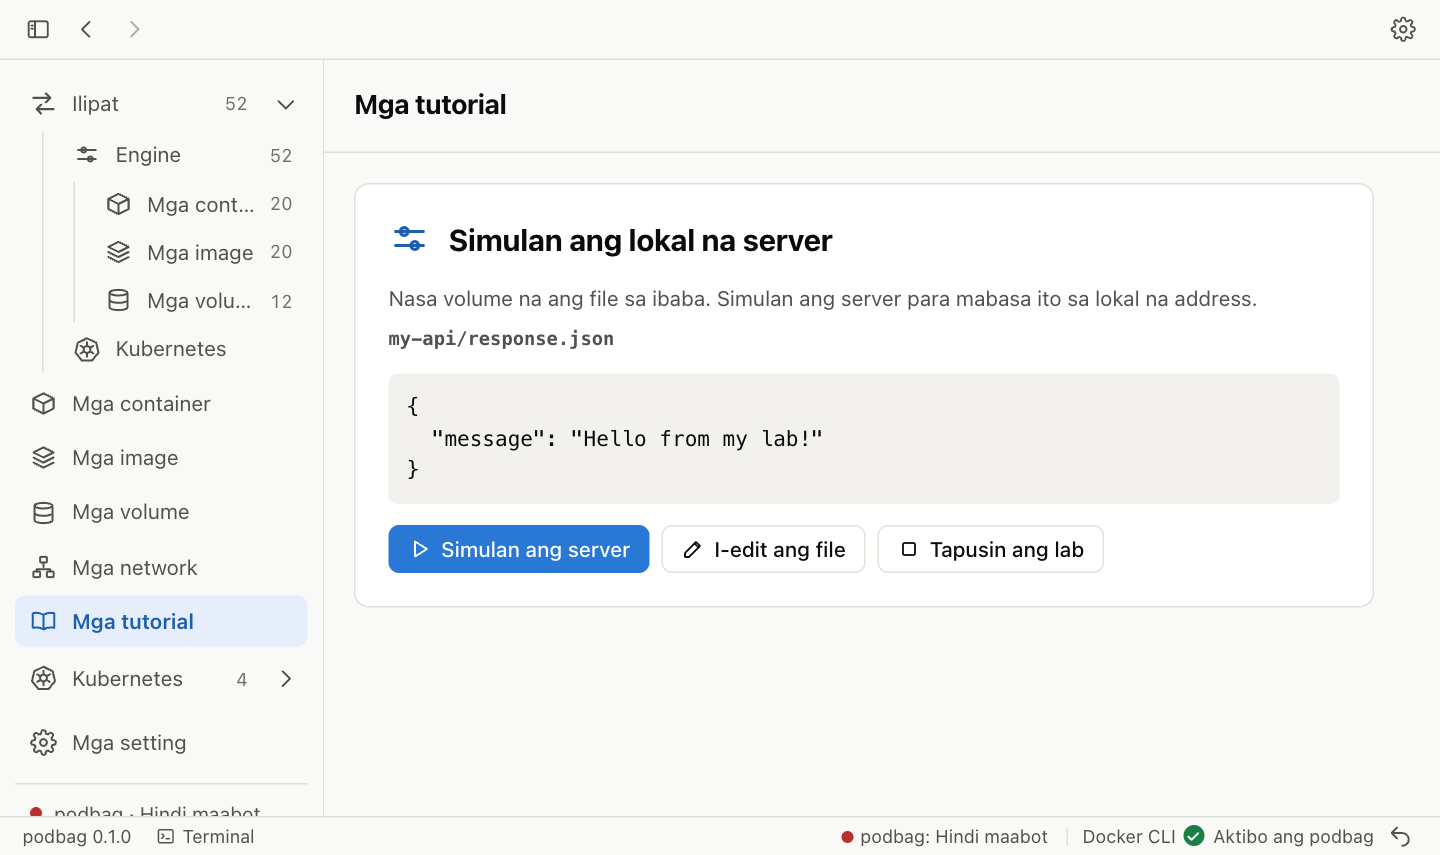 Ilipat 52
Engine 52
Mga cont... 20
Mga image 20
Mga volu... 12
Kubernetes
Mga container
Mga image
Mga volume
Mga network
Mga tutorial
Kubernetes 4
Mga setting
podbag · Hindi maabot
Mga tutorial
Simulan ang lokal na server
Nasa volume na ang file sa ibaba. Simulan ang server para mabasa ito sa lokal na address.
my-api/response.json
{
"message": "Hello from my lab!"
}
Simulan ang server I-edit ang file Tapusin ang lab
podbag 0.1.0 Terminal podbag: Hindi maabot Docker CLI Aktibo ang podbag